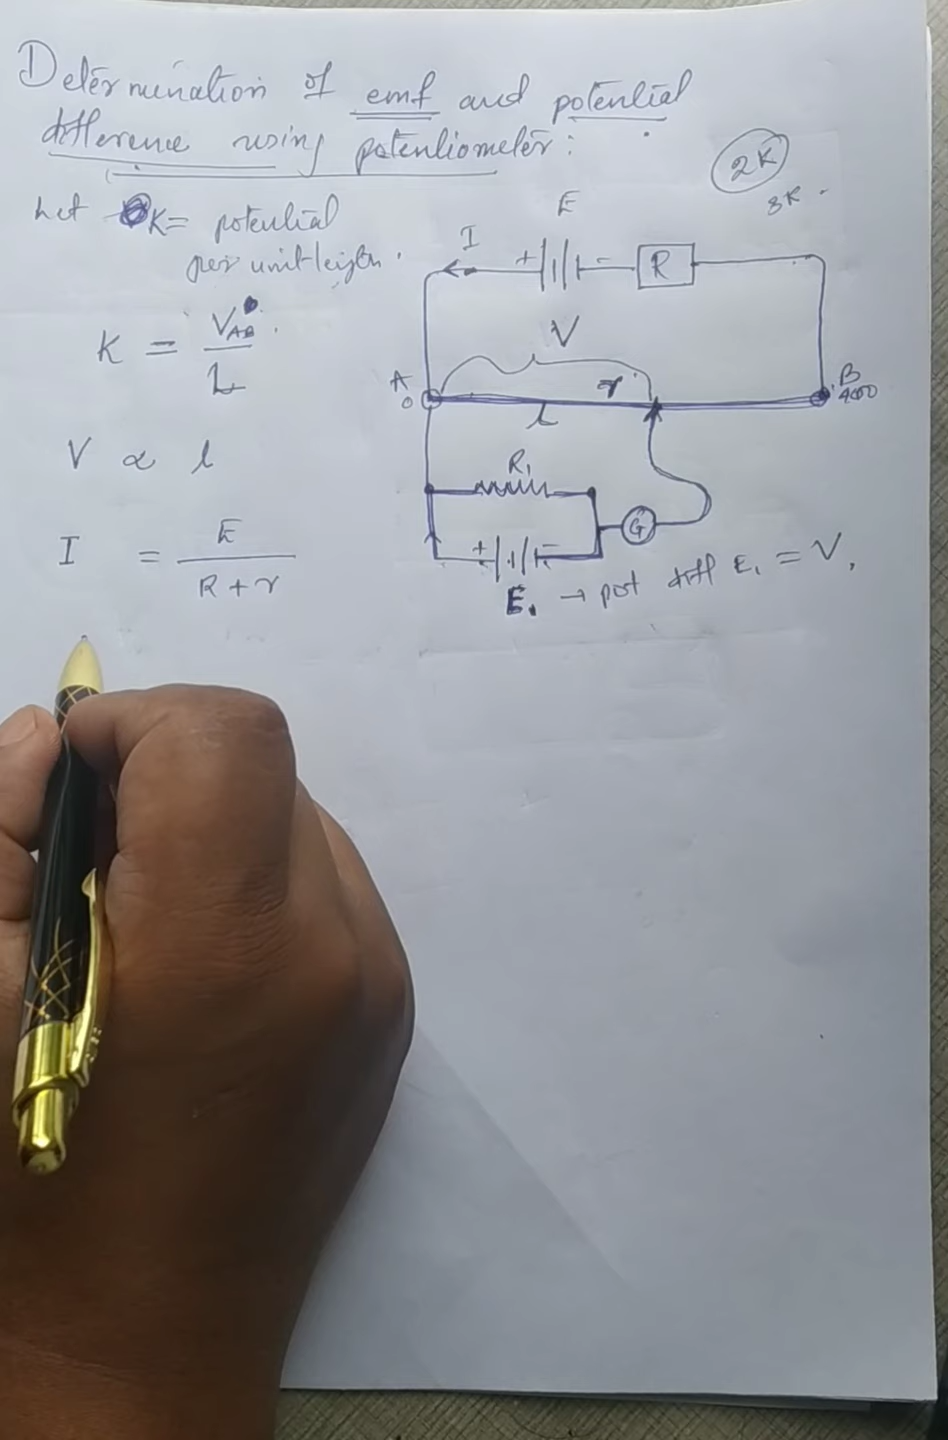 Determination of emf and potential
difference using potentiometer:
Let K = potential
per unit length.
K = V_AB / L
V ∝ l
I = E / R + r
2K
8K
E
I + - R
V
A r B
0 l 400
R₁
G
+ -
E₁ → pot diff E₁ = V,